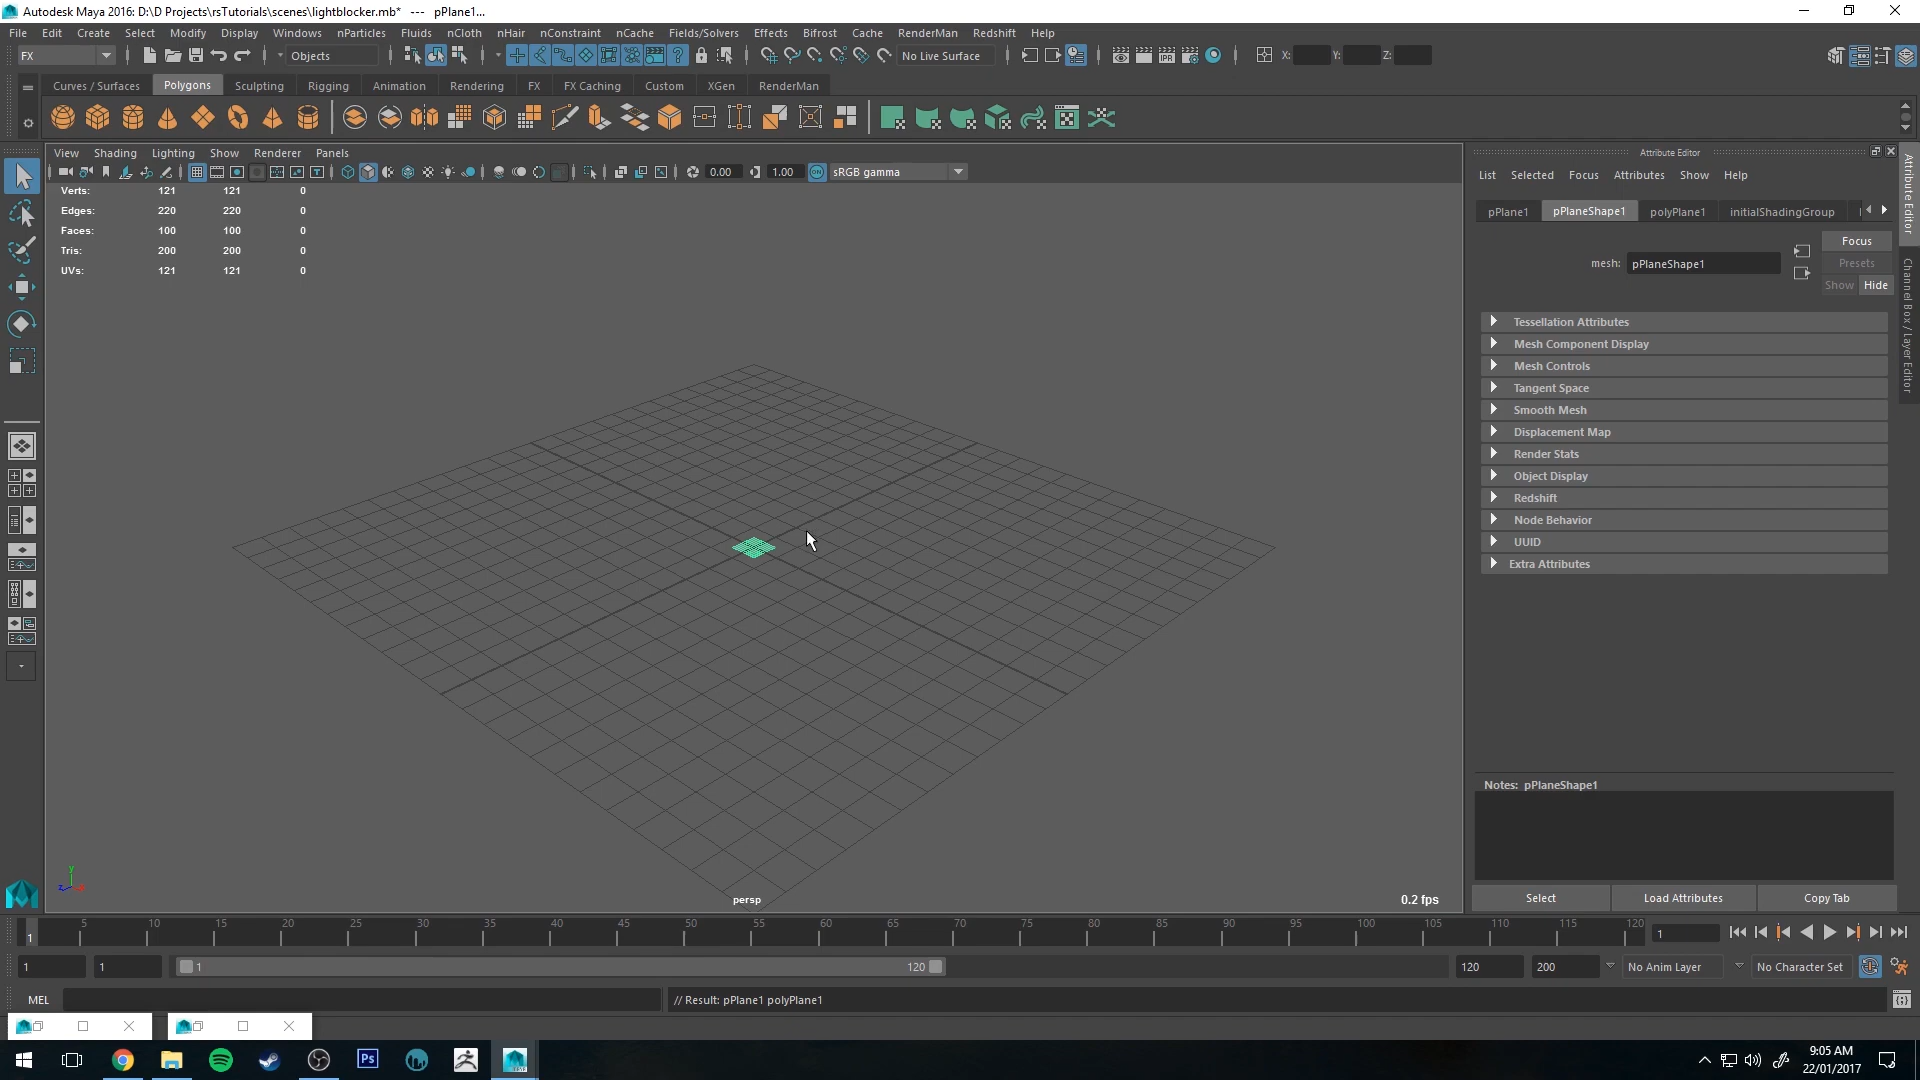 Autodesk Maya 2016: D:\D Projects\rsTutorials\scenes\lightblocker.mb* --- pPlane1...
File Edit Create Select Modify Display Windows nParticles Fluids nCloth nHair nConstraint nCache Fields/Solvers Effects Bifrost Cache RenderMan Redshift Help
FX Objects No Live Surface X: Y: Z:
Curves / Surfaces Polygons Sculpting Rigging Animation Rendering FX FX Caching Custom XGen RenderMan
View Shading Lighting Show Renderer Panels
0.00 1.00 ON sRGB gamma
Verts: 121 121 0
Edges: 220 220 0
Faces: 100 100 0
Tris: 200 200 0
UVs: 121 121 0
persp
0.2 fps
y
z
Attribute Editor
List Selected Focus Attributes Show Help
pPlane1 pPlaneShape1 polyPlane1 initialShadingGroup
Focus
mesh: pPlaneShape1
Presets
Show Hide
Tessellation Attributes
Mesh Component Display
Mesh Controls
Tangent Space
Smooth Mesh
Displacement Map
Render Stats
Object Display
Redshift
Node Behavior
UUID
Extra Attributes
Notes: pPlaneShape1
Select Load Attributes Copy Tab
Attribute Editor
Channel Box / Layer Editor
1 5 10 15 20 25 30 35 40 45 50 55 60 65 70 75 80 85 90 95 100 105 110 115 120 1
1 1 1 120 120 200 No Anim Layer No Character Set
MEL // Result: pPlane1 polyPlane1
Ps
9:05 AM
22/01/2017